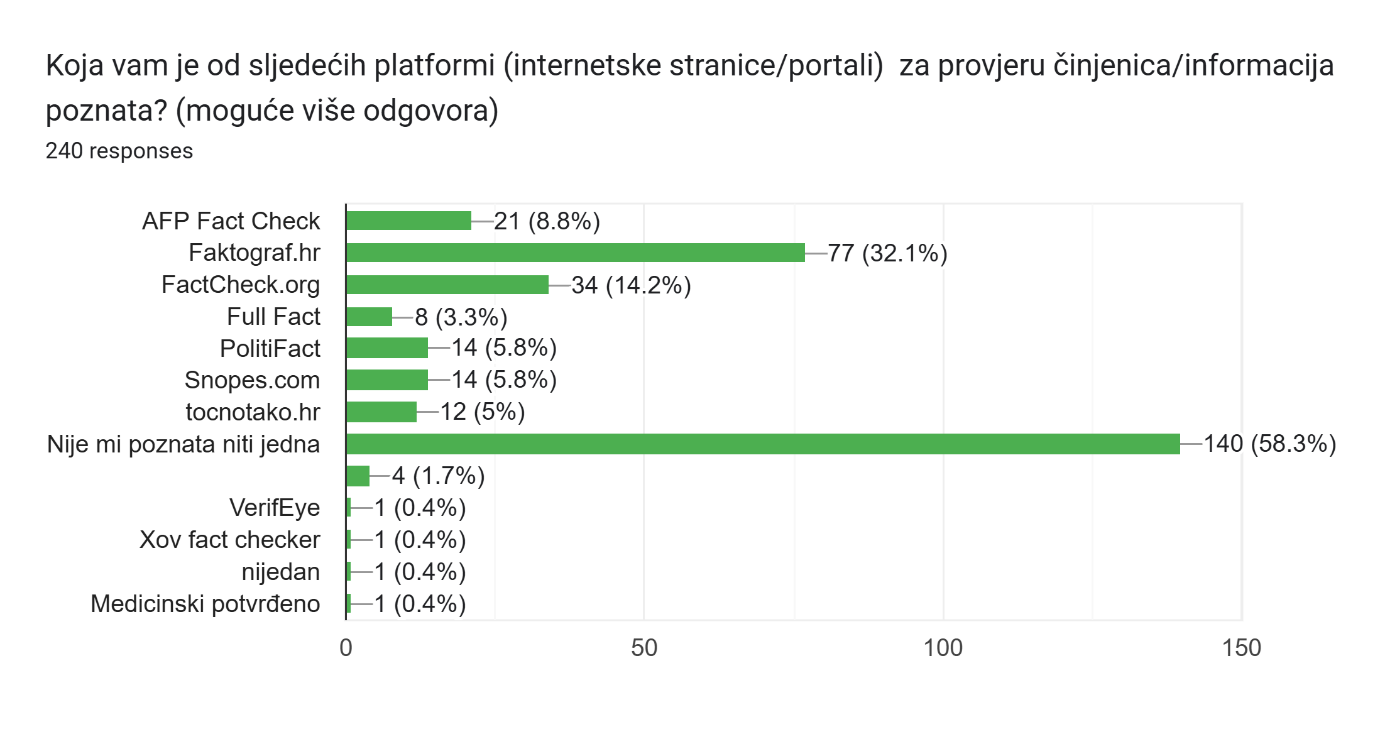 Koja vam je od sljedećih platformi (internetske stranice/portali)  za provjeru činjenica/informacija
poznata? (moguće više odgovora)
240 responses
AFP Fact Check 21 (8.8%)
Faktograf.hr 77 (32.1%)
FactCheck.org 34 (14.2%)
Full Fact 8 (3.3%)
PolitiFact 14 (5.8%)
Snopes.com 14 (5.8%)
tocnotako.hr 12 (5%)
Nije mi poznata niti jedna 140 (58.3%)
4 (1.7%)
VerifEye 1 (0.4%)
Xov fact checker 1 (0.4%)
nijedan 1 (0.4%)
Medicinski potvrđeno 1 (0.4%)
0 50 100 150